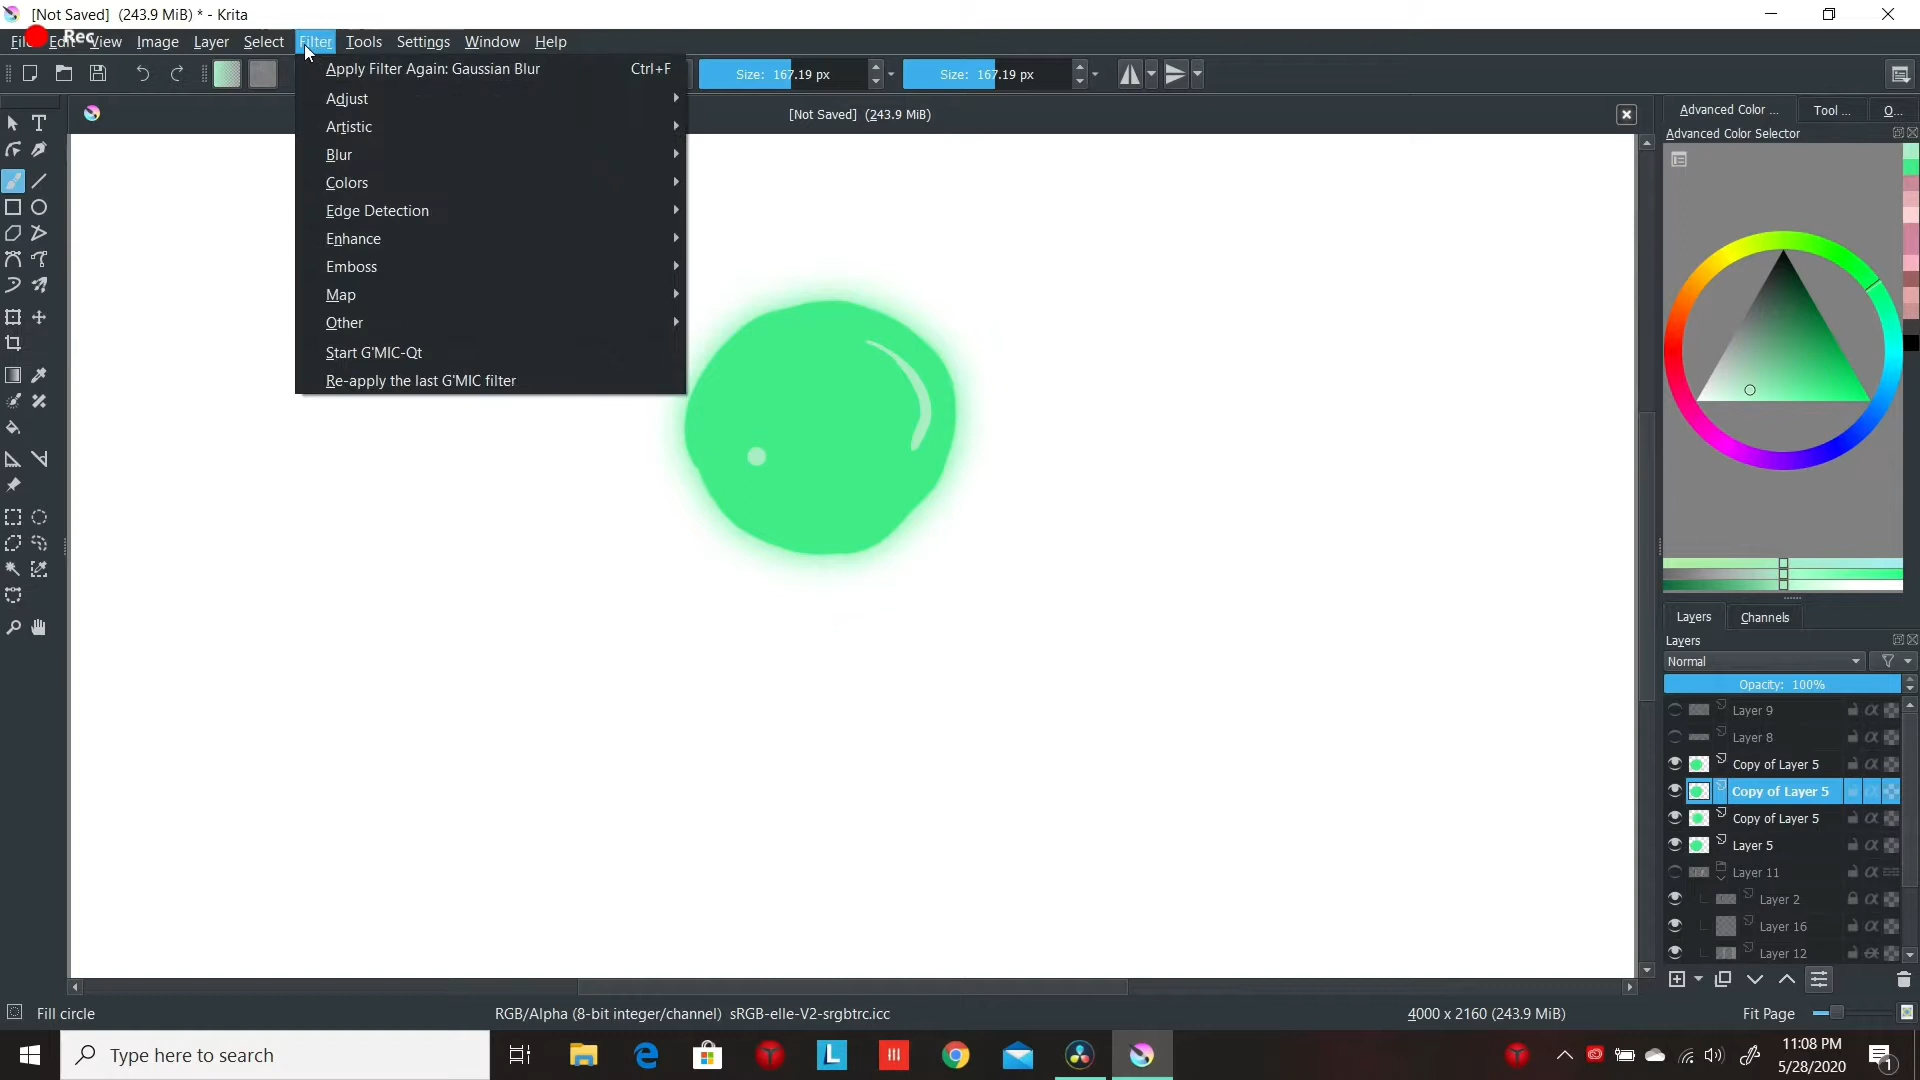 [Not Saved]  (243.9 MiB) * - Krita
Rec
File Edit View Image Layer Select Filter Tools Settings Window Help
Size: 167.19 px
Size: 167.19 px
Apply Filter Again: Gaussian Blur Ctrl+F
Adjust
Artistic
Blur
Colors
Edge Detection
Enhance
Emboss
Map
Other
Start G'MIC-Qt
Re-apply the last G'MIC filter
[Not Saved]  (243.9 MiB)
Advanced Color ... Tool ... O...
Advanced Color Selector
Layers Channels
Layers
Normal
Opacity: 100%
Layer 9
Layer 8
Copy of Layer 5
Copy of Layer 5
Copy of Layer 5
Layer 5
Layer 11
Layer 2
Layer 16
Layer 12
Fill circle
RGB/Alpha (8-bit integer/channel)  sRGB-elle-V2-srgbtrc.icc
4000 x 2160 (243.9 MiB)
Fit Page
Type here to search
L
11:08 PM
5/28/2020
1